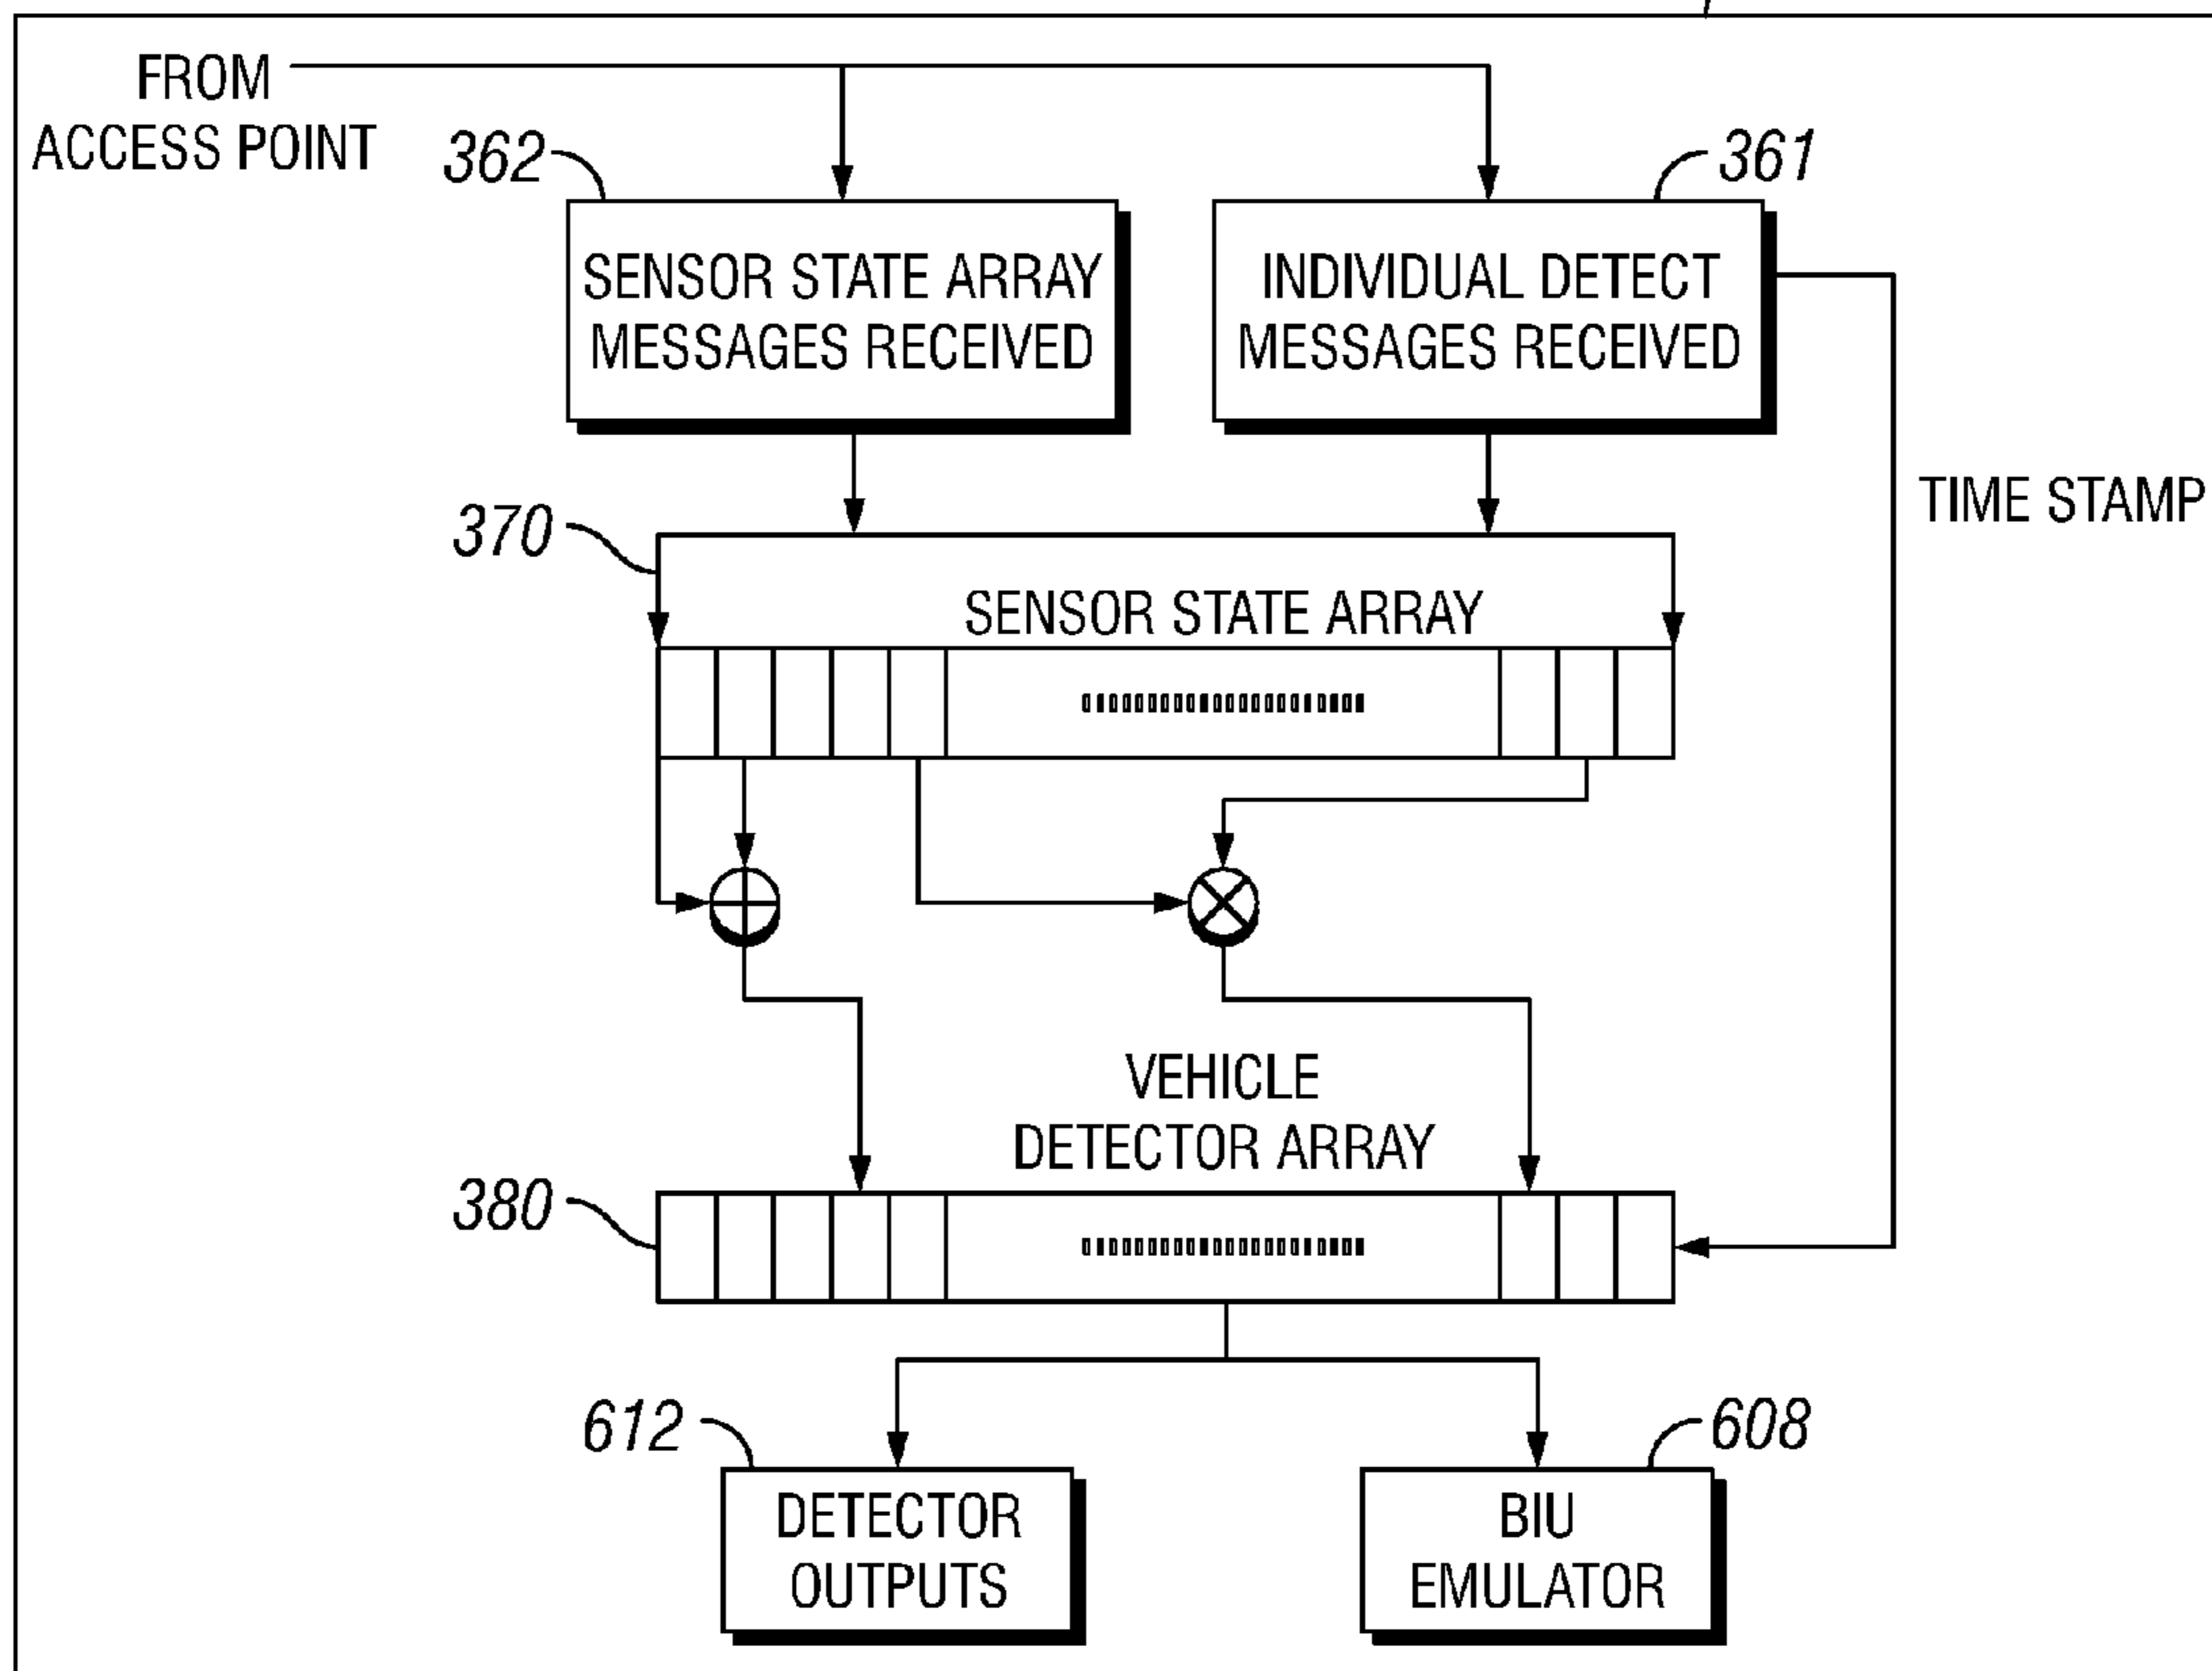 FROM
ACCESS POINT
362
361
SENSOR STATE ARRAY
MESSAGES RECEIVED
INDIVIDUAL DETECT
MESSAGES RECEIVED
TIME STAMP
370
SENSOR STATE ARRAY
VEHICLE
DETECTOR ARRAY
380
612
608
DETECTOR
OUTPUTS
BIU
EMULATOR